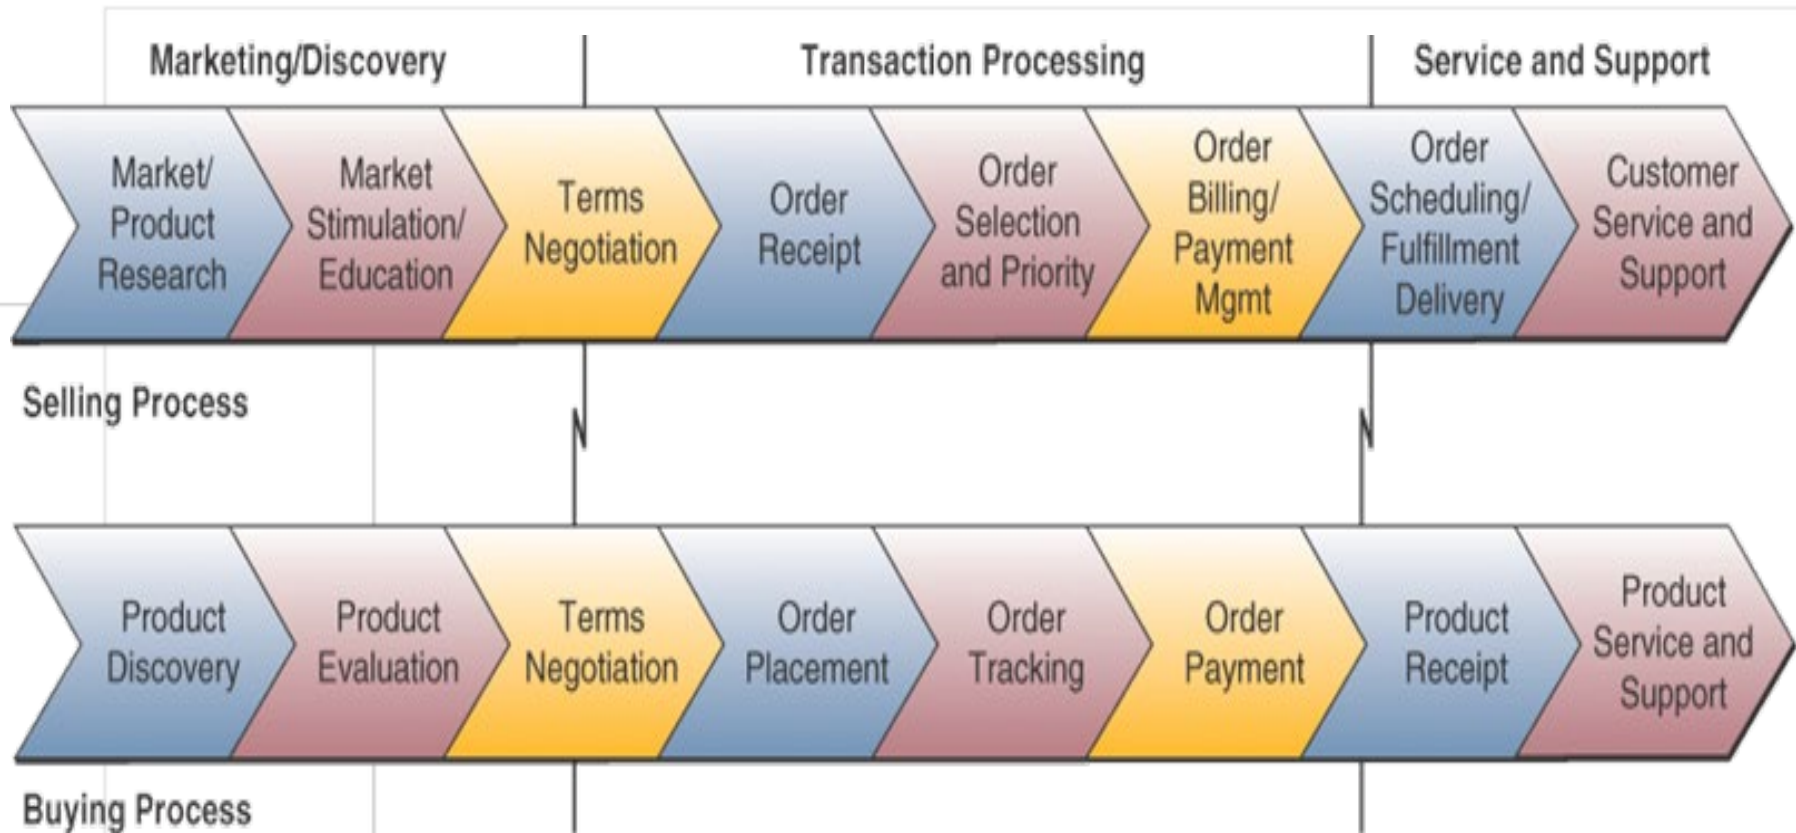 Marketing/Discovery
Transaction Processing
Service and Support
Market/
Product
Research
Market
Stimulation/
Education
Terms
Negotiation
Order
Receipt
Order
Selection
and Priority
Order
Billing/
Payment
Mgmt
Order
Scheduling/
Fulfillment
Delivery
Customer
Service and
Support
Selling Process
Product
Discovery
Product
Evaluation
Terms
Negotiation
Order
Placement
Order
Tracking
Order
Payment
Product
Receipt
Product
Service and
Support
Buying Process